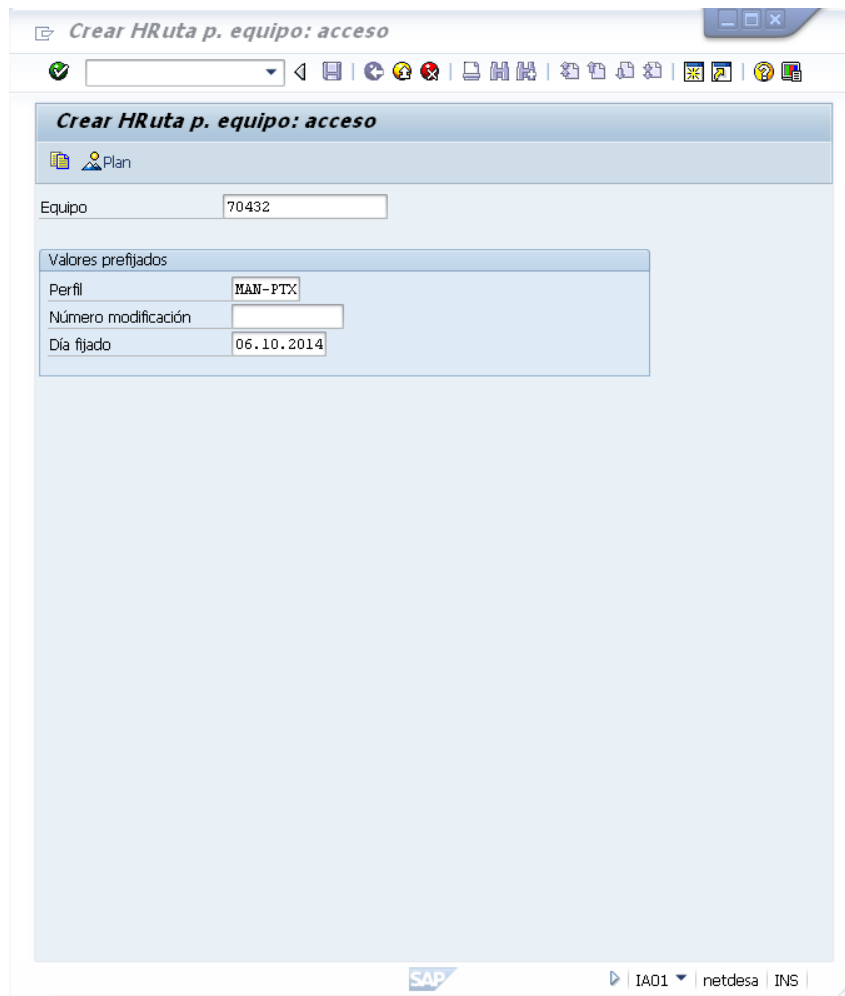 Crear HRuta p. equipo: acceso
Crear HRuta p. equipo: acceso
Plan
Equipo 70432
Valores prefijados
Perfil MAN-PTX
Número modificación
Día fijado 06.10.2014
SAP IA01 netdesa INS